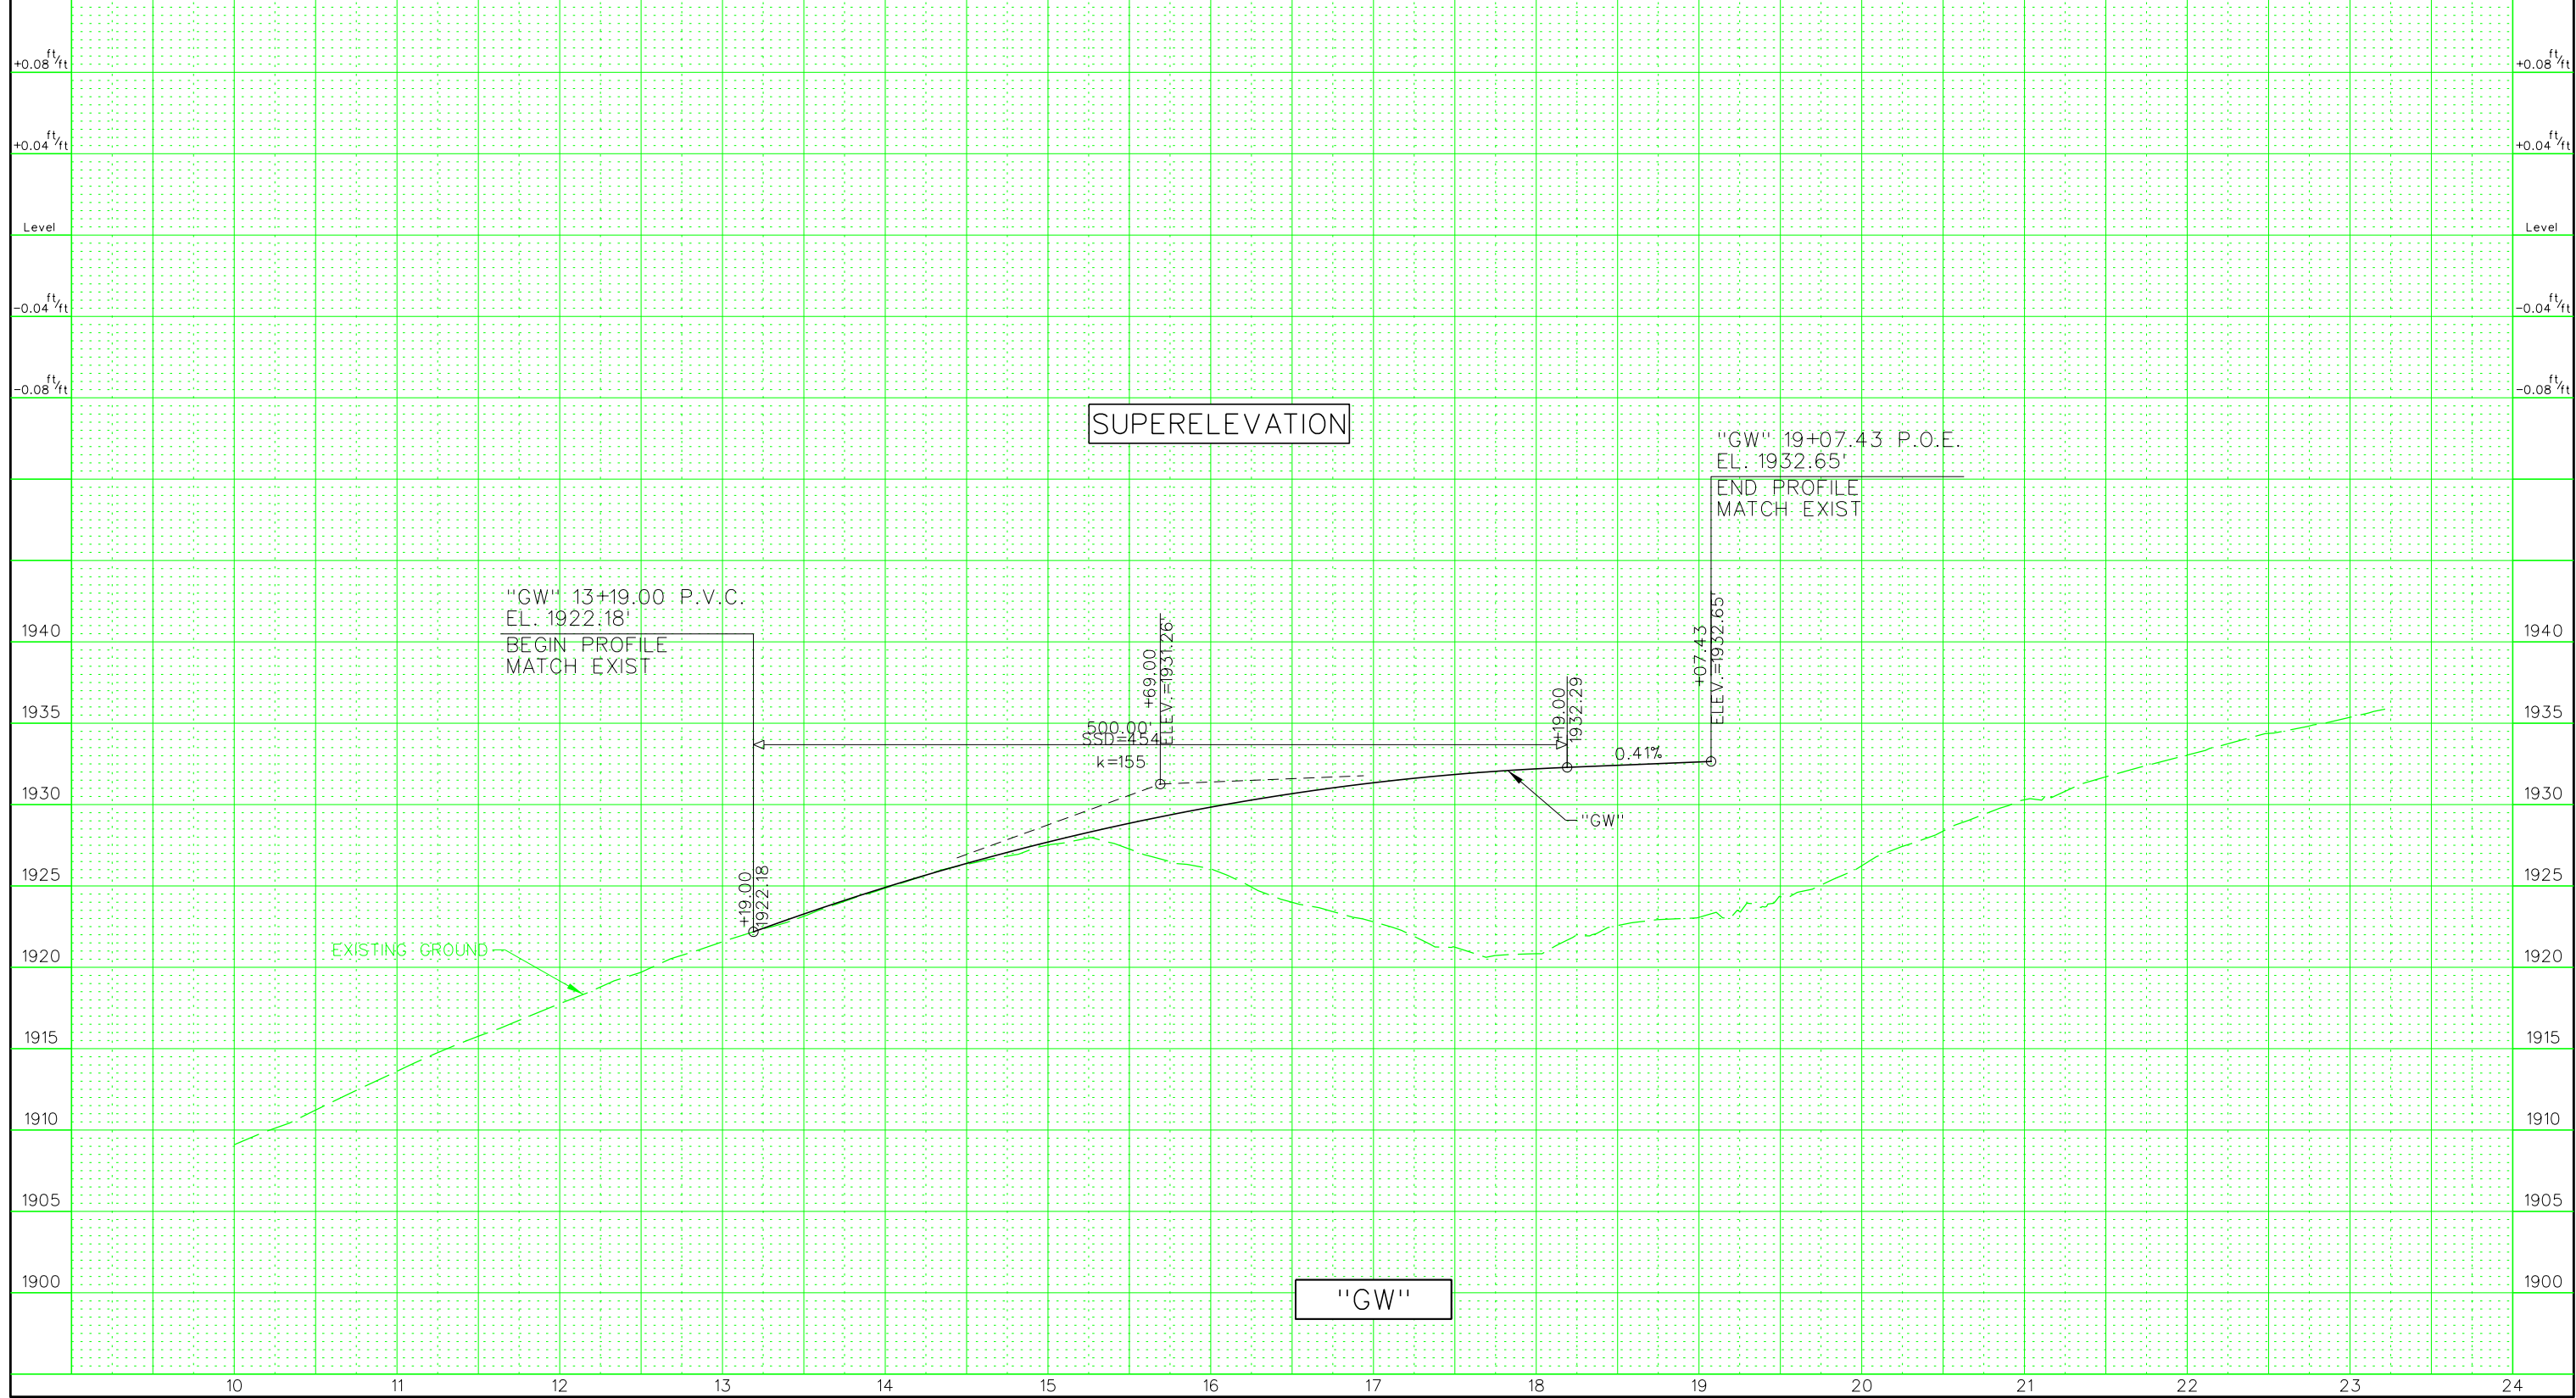 +0.08 ft/ft
+0.08 ft/ft
+0.04 ft/ft
+0.04 ft/ft
Level
Level
-0.04 ft/ft
-0.04 ft/ft
-0.08 ft/ft
-0.08 ft/ft
SUPERELEVATION
"GW" 19+07.43 P.O.E.
EL. 1932.65'
END PROFILE
MATCH EXIST
"GW" 13+19.00 P.V.C.
EL. 1922.18'
BEGIN PROFILE
MATCH EXIST
+69.00
ELEV.=1931.26'
+07.43
ELEV.=1932.65'
+19.00
1932.29
500.00'
SSD=454
k=155
0.41%
"GW"
+19.00
1922.18
EXISTING GROUND
1940
1940
1935
1935
1930
1930
1925
1925
1920
1920
1915
1915
1910
1910
1905
1905
1900
1900
"GW"
10 11 12 13 14 15 16 17 18 19 20 21 22 23 24